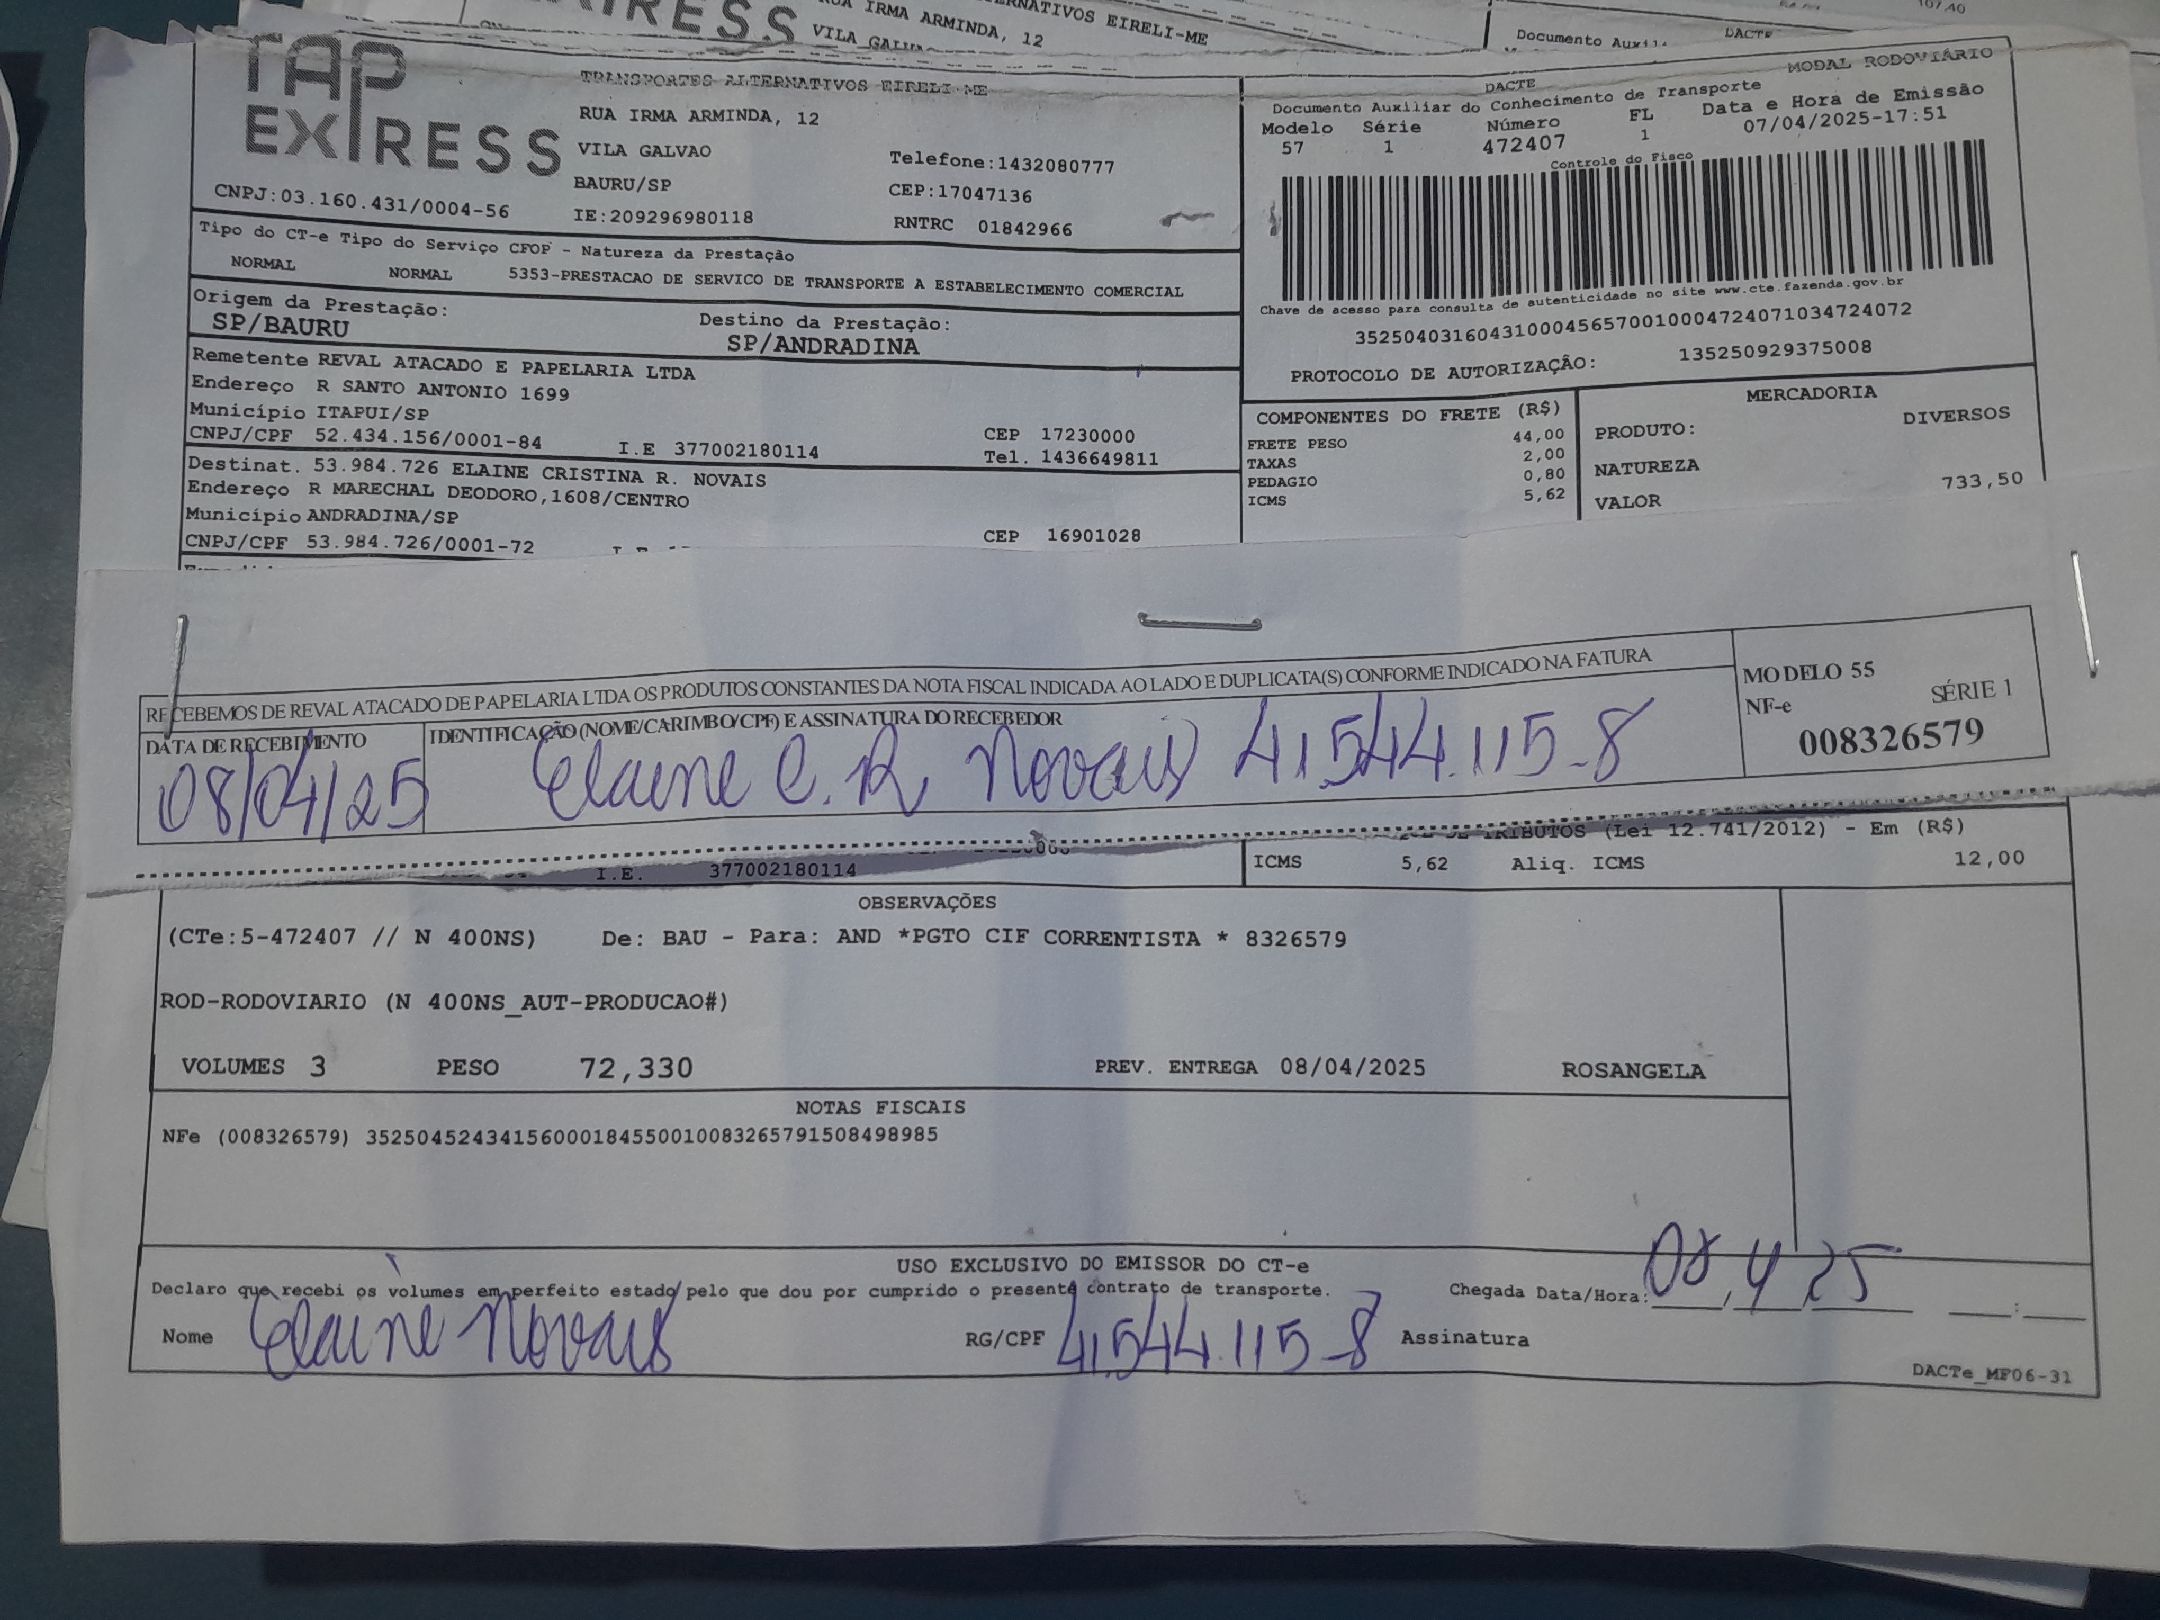 VILA GALVAO
RUA IRMA ARMINDA, 12
EIRELI-ME
Documento
DACTE
107,40
TAP
EXPRESS
TRANSPORTES ALTERNATIVOS EIRELI-ME
RUA IRMA ARMINDA, 12
VILA GALVAO
Telefone:1432080777
BAURU/SP
CEP:17047136
CNPJ:03.160.431/0004-56
IE:209296980118
RNTRC 01842966
DACTE
MODAL RODOVIÁRIO
Documento Auxiliar do Conhecimento de Transporte
Modelo Série Número FL Data e Hora de Emissão
57 1 472407 1 07/04/2025-17:51
Controle do Fisco
Chave de acesso para consulta de autenticidade no site www.cte.fazenda.gov.br
35250403160431000456570010004724071034724072
PROTOCOLO DE AUTORIZAÇÃO: 135250929375008
Tipo do CT-e Tipo do Serviço CFOP - Natureza da Prestação
NORMAL NORMAL 5353-PRESTACAO DE SERVICO DE TRANSPORTE A ESTABELECIMENTO COMERCIAL
Origem da Prestação: Destino da Prestação:
SP/BAURU SP/ANDRADINA
Remetente REVAL ATACADO E PAPELARIA LTDA
Endereço R SANTO ANTONIO 1699
Município ITAPUI/SP CEP 17230000
CNPJ/CPF 52.434.156/0001-84 I.E 377002180114 Tel. 1436649811
Destinat. 53.984.726 ELAINE CRISTINA R. NOVAIS
Endereço R MARECHAL DEODORO,1608/CENTRO
Município ANDRADINA/SP CEP 16901028
CNPJ/CPF 53.984.726/0001-72
COMPONENTES DO FRETE (R$)
FRETE PESO 44,00
TAXAS 2,00
PEDAGIO 0,80
ICMS 5,62
MERCADORIA
PRODUTO: DIVERSOS
NATUREZA
VALOR 733,50
RECEBEMOS DE REVAL ATACADO DE PAPELARIA LTDA OS PRODUTOS CONSTANTES DA NOTA FISCAL INDICADA AO LADO E DUPLICATA(S) CONFORME INDICADO NA FATURA
DATA DE RECEBIMENTO IDENTIFICAÇÃO (NOME/CARIMBO/CPF) E ASSINATURA DO RECEBEDOR
08/04/25 Elaine C. R Novais 41.544.115-8
MODELO 55
NF-e SÉRIE 1
008326579
TRIBUTOS (Lei 12.741/2012) - Em (R$)
I.E. 377002180114
ICMS 5,62 Aliq. ICMS 12,00
OBSERVAÇÕES
(CTe:5-472407 // N 400NS) De: BAU - Para: AND *PGTO CIF CORRENTISTA * 8326579
ROD-RODOVIARIO (N 400NS_AUT-PRODUCAO#)
VOLUMES 3 PESO 72,330 PREV. ENTREGA 08/04/2025 ROSANGELA
NOTAS FISCAIS
NFe (008326579) 35250452434156000184550010083265791508498985
USO EXCLUSIVO DO EMISSOR DO CT-e
Declaro que recebi os volumes em perfeito estado pelo que dou por cumprido o presente contrato de transporte. Chegada Data/Hora: 08 4 25
Nome Elaine Novais RG/CPF 41.544.115-8 Assinatura
DACTe_MF06-31